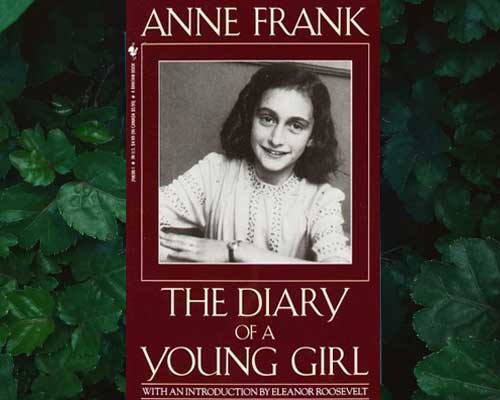 ANNE FRANK
THE DIARY
OF A
YOUNG GIRL
WITH AN INTRODUCTION BY ELEANOR ROOSEVELT